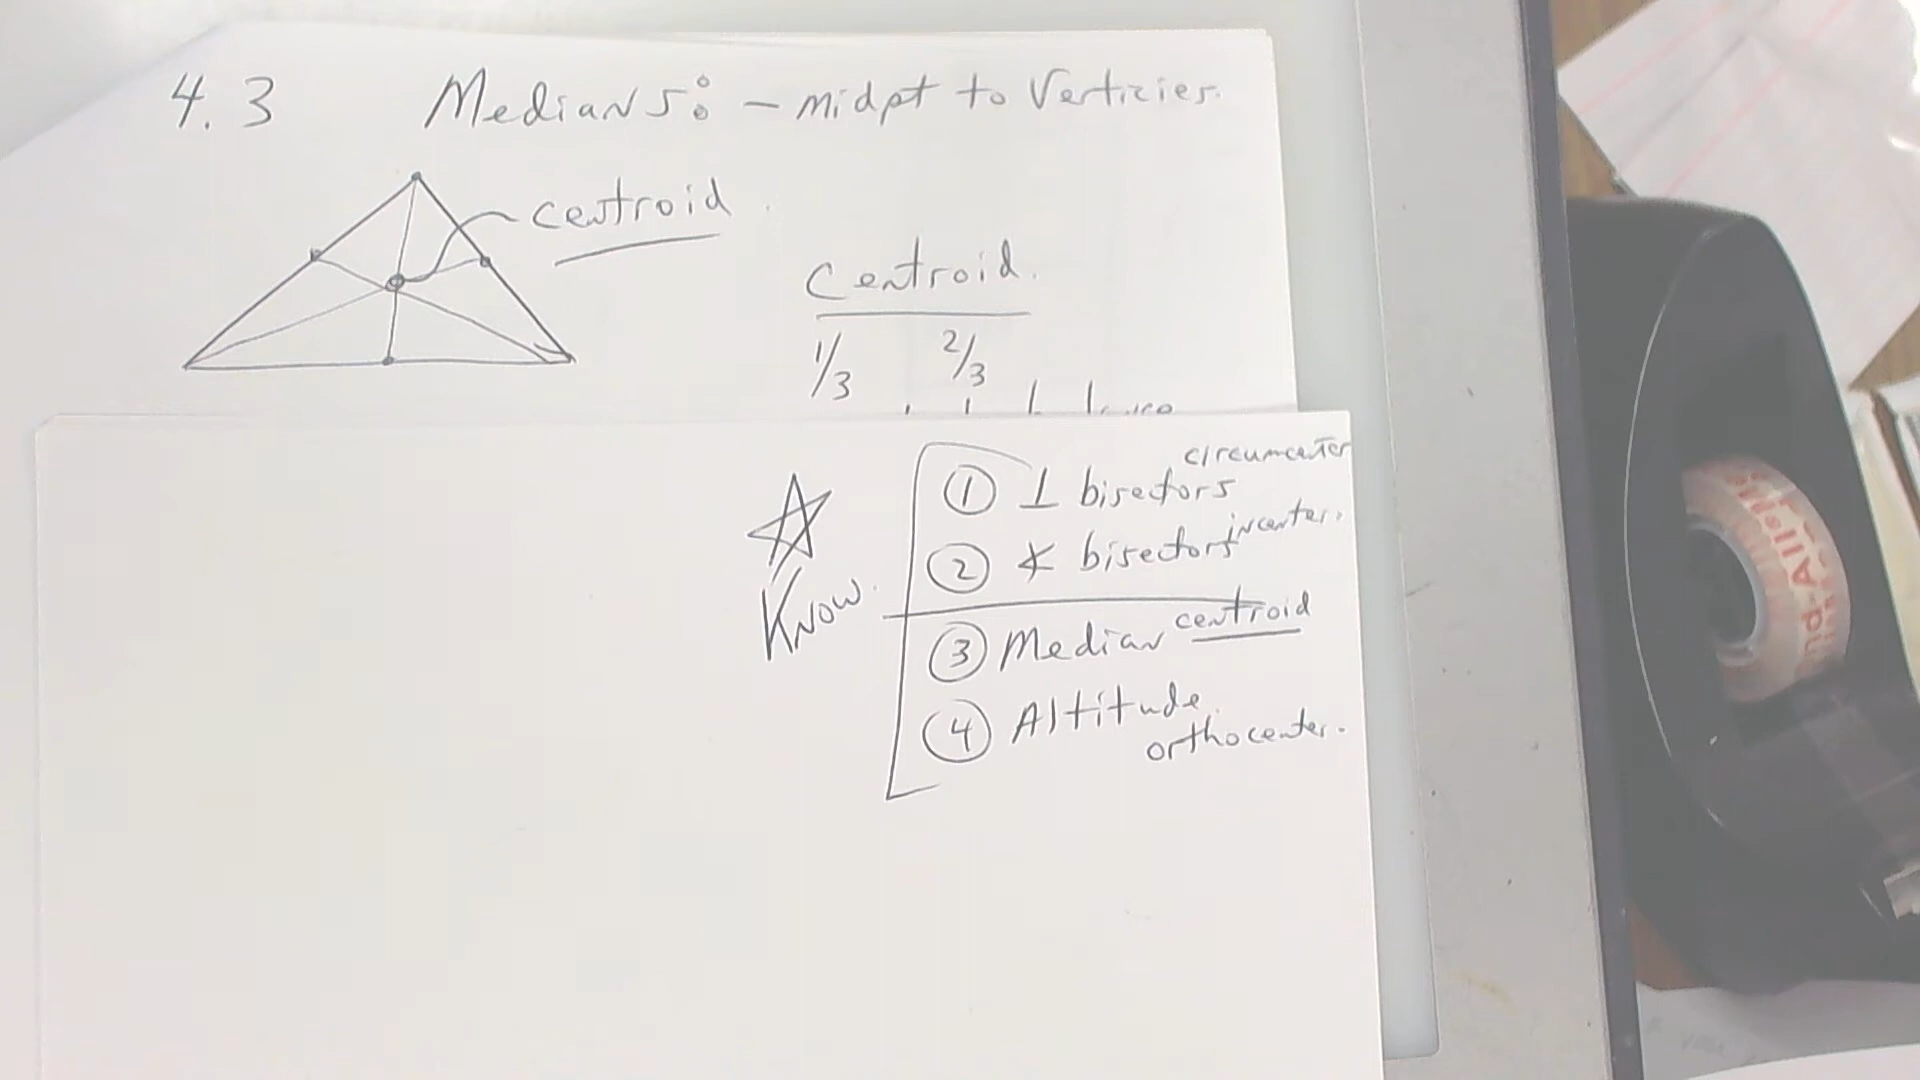 4.3 Medians: - midpt to Verticies.
centroid
Centroid.
1/3 2/3
Know.
① ⊥ bisectors circumcenter
② ∡ bisectors incenter.
③ Median centroid
④ Altitude.
orthocenter.